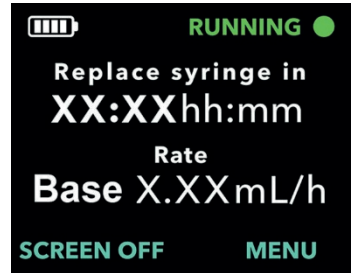 RUNNING
Replace syringe in
XX:XXhh:mm
Rate
Base X.XXmL/h
SCREEN OFF MENU